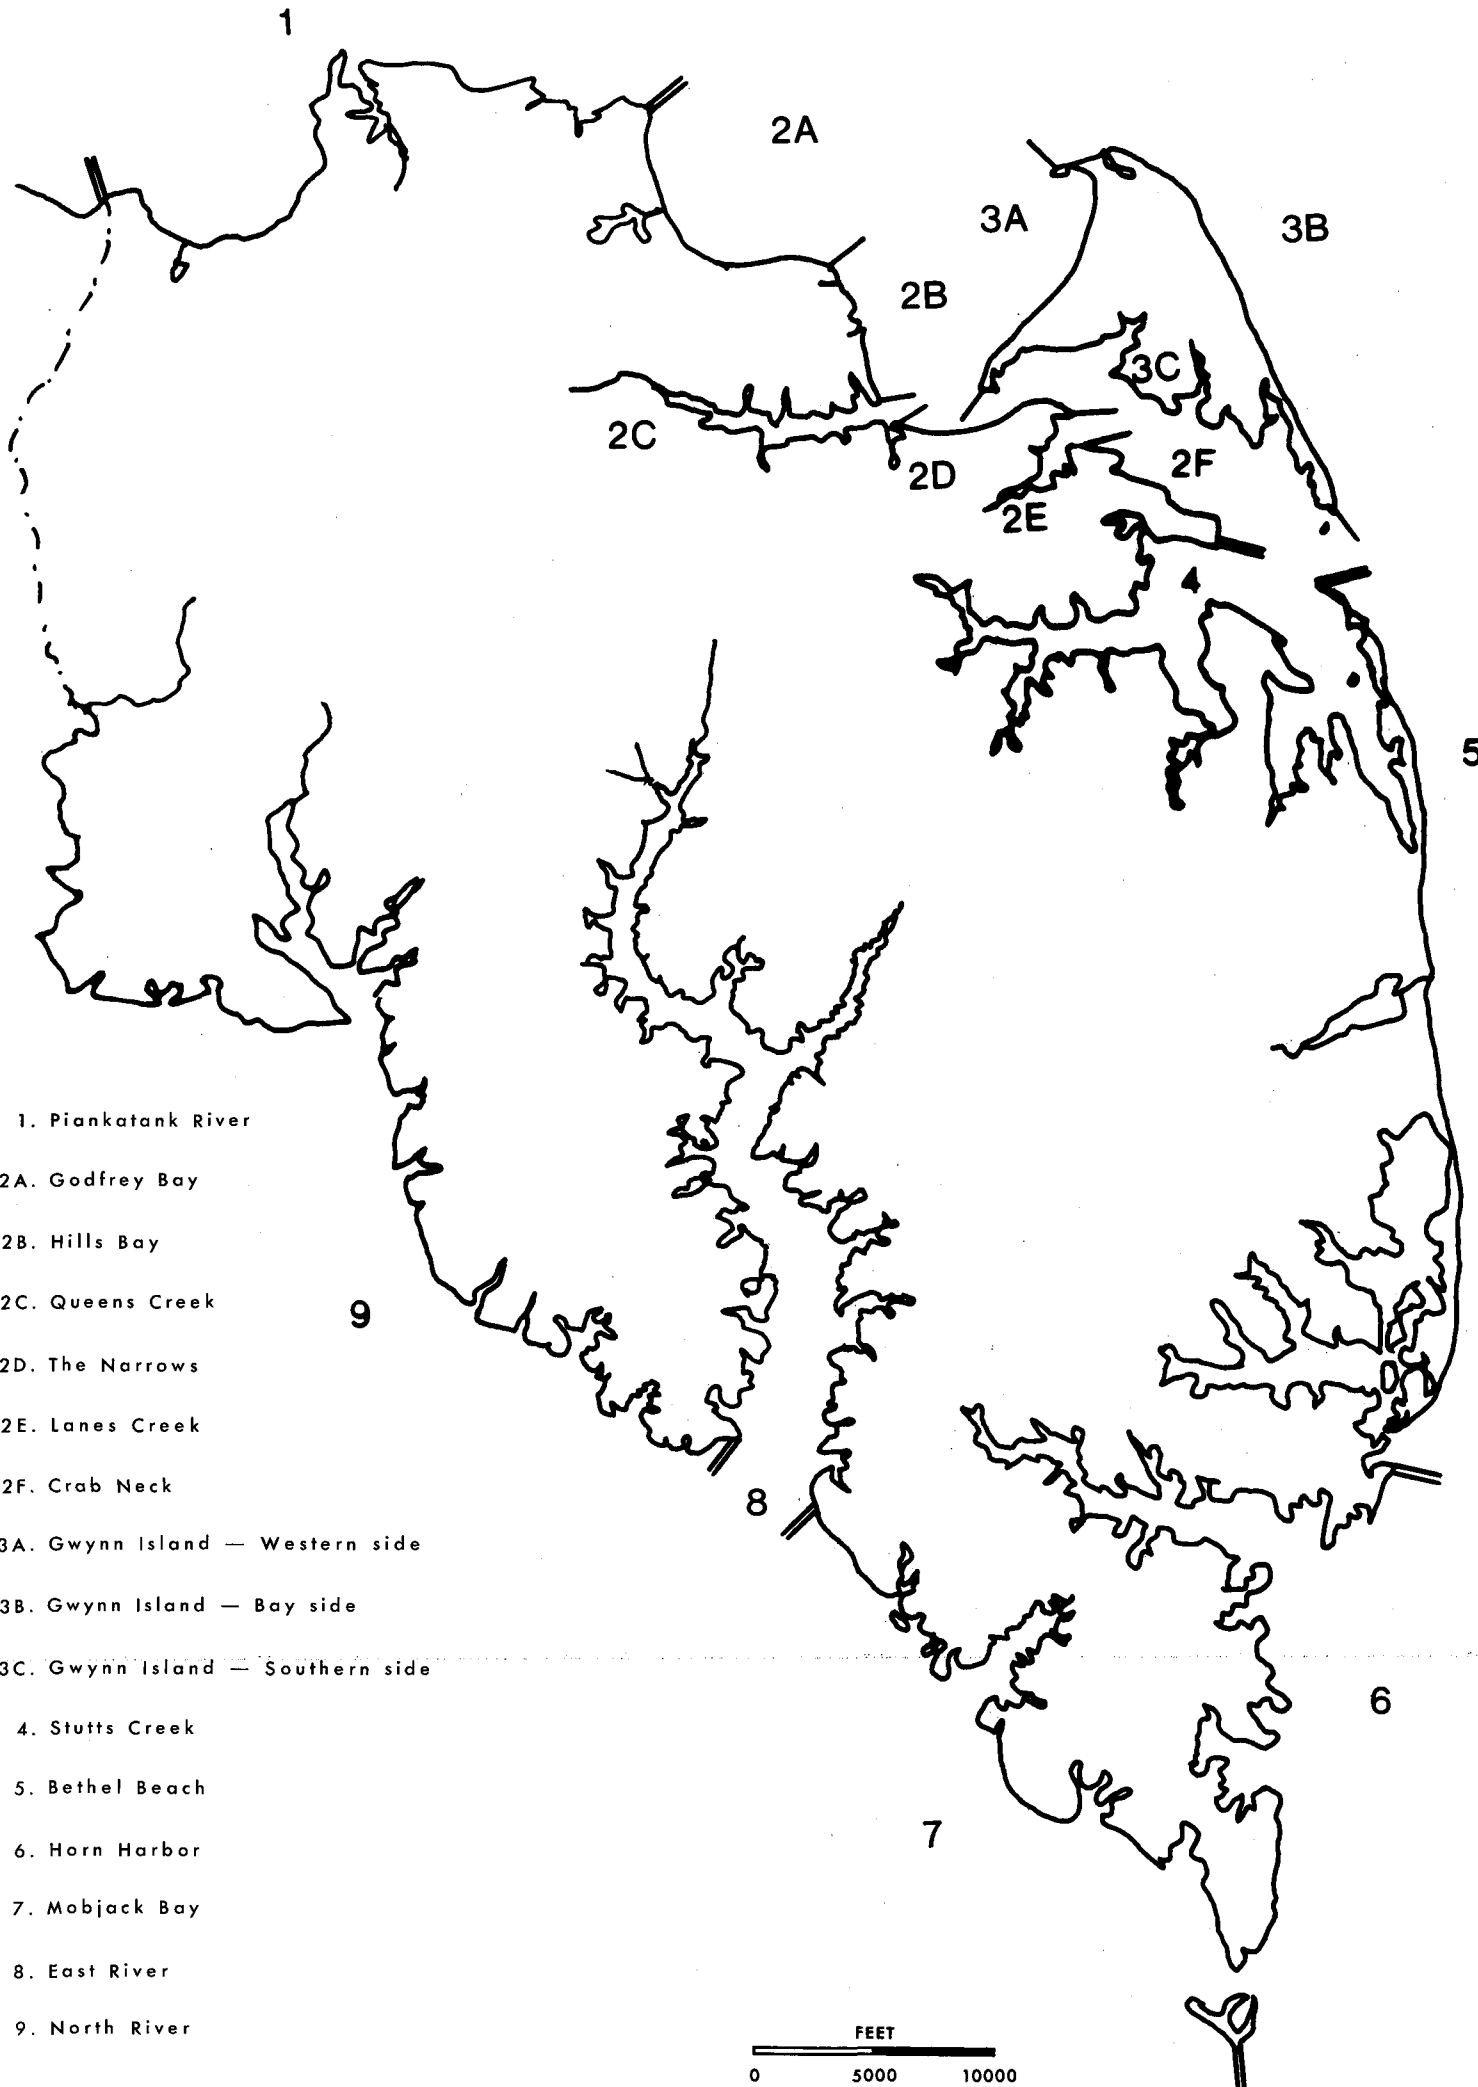 1
2A
3A
3B
2B
3C
2C
2D
2F
2E
4
5
1. Piankatank River
2A. Godfrey Bay
2B. Hills Bay
2C. Queens Creek
9
2D. The Narrows
2E. Lanes Creek
2F. Crab Neck
8
3A. Gwynn Island — Western side
3B. Gwynn Island — Bay side
3C. Gwynn Island — Southern side
6
4. Stutts Creek
5. Bethel Beach
7
6. Horn Harbor
7. Mobjack Bay
8. East River
9. North River
FEET
0 5000 10000